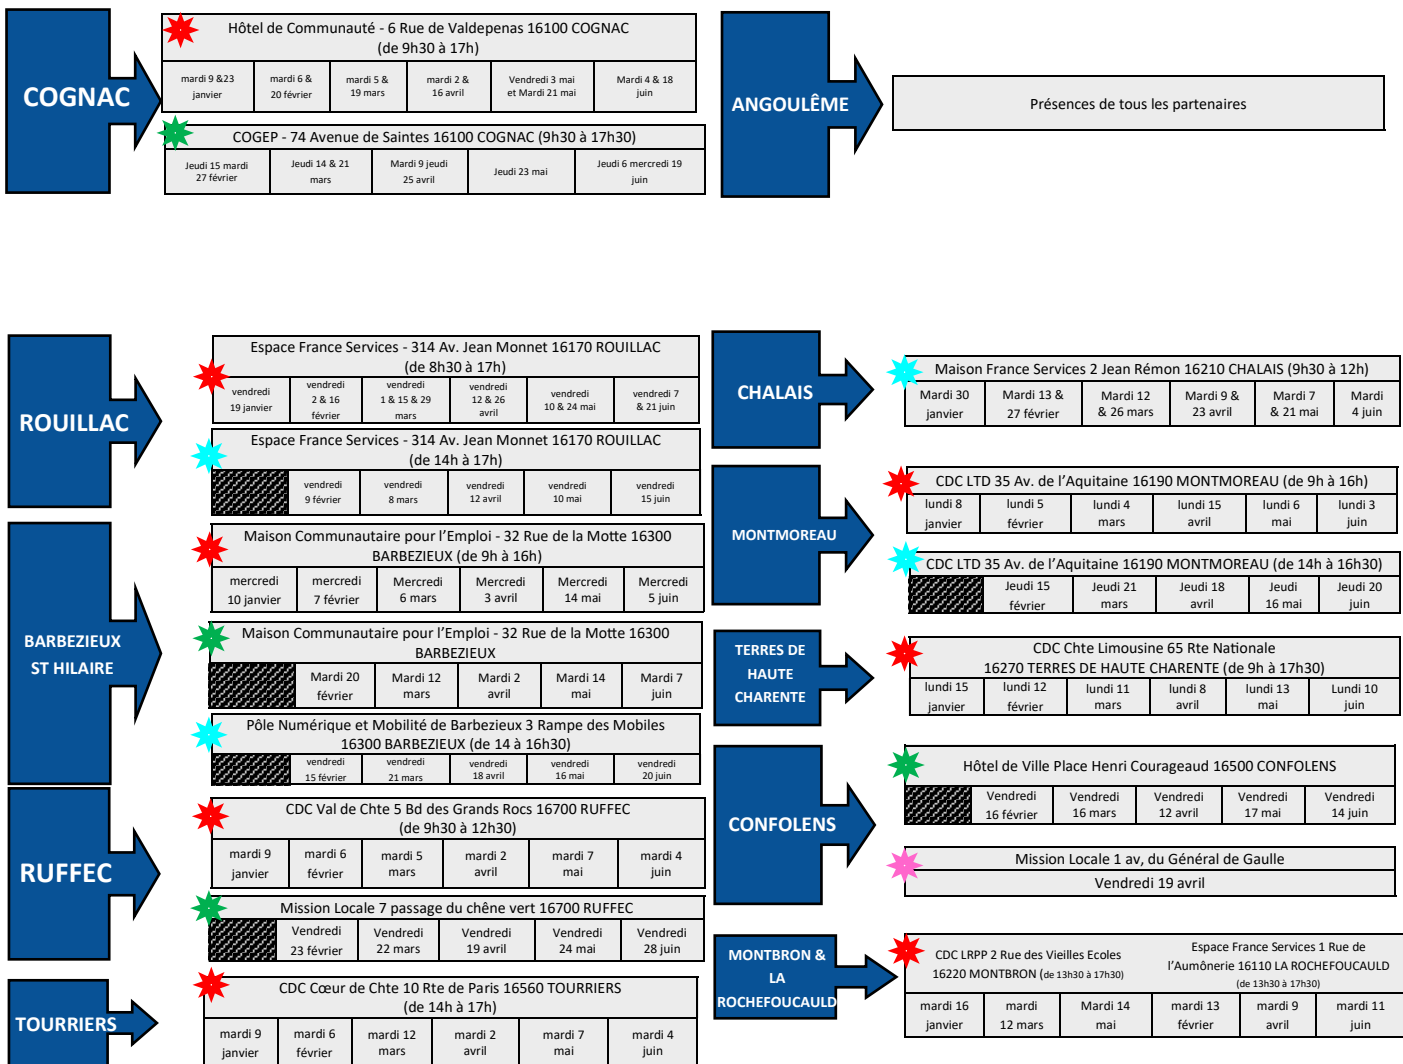 COGNAC
Hôtel de Communauté - 6 Rue de Valdepenas 16100 COGNAC
(de 9h30 à 17h)
mardi 9 &23
janvier
mardi 6 &
20 février
mardi 5 &
19 mars
mardi 2 &
16 avril
Vendredi 3 mai
et Mardi 21 mai
Mardi 4 & 18
juin
COGEP - 74 Avenue de Saintes 16100 COGNAC (9h30 à 17h30)
Jeudi 15 mardi
27 février
Jeudi 14 & 21
mars
Mardi 9 jeudi
25 avril
Jeudi 23 mai
Jeudi 6 mercredi 19
juin
ANGOULÊME
Présences de tous les partenaires
ROUILLAC
Espace France Services - 314 Av. Jean Monnet 16170 ROUILLAC
(de 8h30 à 17h)
vendredi
19 janvier
vendredi
2 & 16
février
vendredi
1 & 15 & 29
mars
vendredi
12 & 26
avril
vendredi
10 & 24 mai
vendredi 7
& 21 juin
Espace France Services - 314 Av. Jean Monnet 16170 ROUILLAC
(de 14h à 17h)
vendredi
9 février
vendredi
8 mars
vendredi
12 avril
vendredi
10 mai
vendredi
15 juin
BARBEZIEUX
ST HILAIRE
Maison Communautaire pour l'Emploi - 32 Rue de la Motte 16300
BARBEZIEUX (de 9h à 16h)
mercredi
10 janvier
mercredi
7 février
Mercredi
6 mars
Mercredi
3 avril
Mercredi
14 mai
Mercredi
5 juin
Maison Communautaire pour l'Emploi - 32 Rue de la Motte 16300
BARBEZIEUX
Mardi 20
février
Mardi 12
mars
Mardi 2
avril
Mardi 14
mai
Mardi 7
juin
Pôle Numérique et Mobilité de Barbezieux 3 Rampe des Mobiles
16300 BARBEZIEUX (de 14 à 16h30)
vendredi
15 février
vendredi
21 mars
vendredi
18 avril
vendredi
16 mai
vendredi
20 juin
RUFFEC
CDC Val de Chte 5 Bd des Grands Rocs 16700 RUFFEC
(de 9h30 à 12h30)
mardi 9
janvier
mardi 6
février
mardi 5
mars
mardi 2
avril
mardi 7
mai
mardi 4
juin
Mission Locale 7 passage du chêne vert 16700 RUFFEC
Vendredi
23 février
Vendredi
22 mars
Vendredi
19 avril
Vendredi
24 mai
Vendredi
28 juin
TOURRIERS
CDC Cœur de Chte 10 Rte de Paris 16560 TOURRIERS
(de 14h à 17h)
mardi 9
janvier
mardi 6
février
mardi 12
mars
mardi 2
avril
mardi 7
mai
mardi 4
juin
CHALAIS
Maison France Services 2 Jean Rémon 16210 CHALAIS (9h30 à 12h)
Mardi 30
janvier
Mardi 13 &
27 février
Mardi 12
& 26 mars
Mardi 9 &
23 avril
Mardi 7
& 21 mai
Mardi
4 juin
MONTMOREAU
CDC LTD 35 Av. de l'Aquitaine 16190 MONTMOREAU (de 9h à 16h)
lundi 8
janvier
lundi 5
février
lundi 4
mars
lundi 15
avril
lundi 6
mai
lundi 3
juin
CDC LTD 35 Av. de l'Aquitaine 16190 MONTMOREAU (de 14h à 16h30)
Jeudi 15
février
Jeudi 21
mars
Jeudi 18
avril
Jeudi
16 mai
Jeudi 20
juin
TERRES DE
HAUTE
CHARENTE
CDC Chte Limousine 65 Rte Nationale
16270 TERRES DE HAUTE CHARENTE (de 9h à 17h30)
lundi 15
janvier
lundi 12
février
lundi 11
mars
lundi 8
avril
lundi 13
mai
Lundi 10
juin
CONFOLENS
Hôtel de Ville Place Henri Courageaud 16500 CONFOLENS
Vendredi
16 février
Vendredi
16 mars
Vendredi
12 avril
Vendredi
17 mai
Vendredi
14 juin
Mission Locale 1 av, du Général de Gaulle
Vendredi 19 avril
MONTBRON &
LA
ROCHEFOUCAULD
CDC LRPP 2 Rue des Vieilles Ecoles
16220 MONTBRON (de 13h30 à 17h30)
Espace France Services 1 Rue de
l'Aumônerie 16110 LA ROCHEFOUCAULD
(de 13h30 à 17h30)
mardi 16
janvier
mardi
12 mars
Mardi 14
mai
mardi 13
février
mardi 9
avril
mardi 11
juin